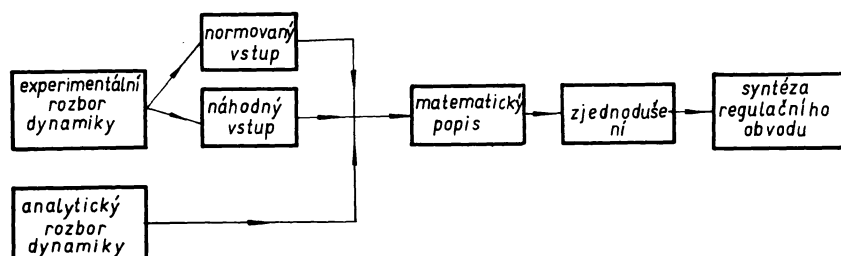 experimentální
rozbor
dynamiky
normovaný
vstup
náhodný
vstup
analytický
rozbor
dynamiky
matematický
popis
zjednoduše
ní
syntéza
regulačního
obvodu